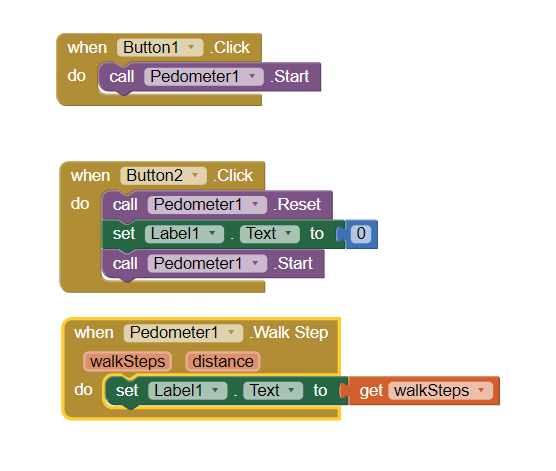 when Button1 .Click
do call Pedometer1 .Start
when Button2 .Click
do call Pedometer1 .Reset
set Label1 . Text to 0
call Pedometer1 .Start
when Pedometer1 .Walk Step
walkSteps distance
do set Label1 . Text to get walkSteps